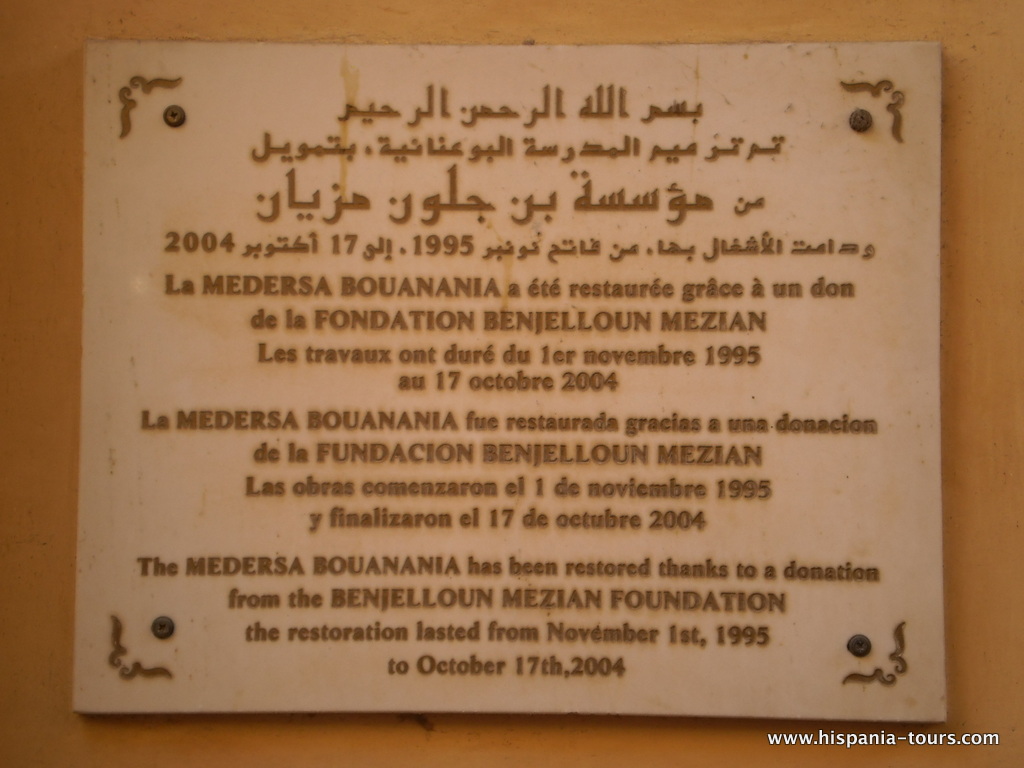 بسم الله الرحمن الرحيم
تم ترميم المدرسة البوعنانية، بتمويل
من مؤسسة بن جلون مزيان
ودامت الأشغال بها، من فاتح نونبر 1995، إلى 17 أكتوبر 2004
La MEDERSA BOUANANIA a été restaurée grâce à un don
de la FONDATION BENJELLOUN MEZIAN
Les travaux ont duré du 1er novembre 1995
au 17 octobre 2004
La MEDERSA BOUANANIA fue restaurada gracias a una donacion
de la FUNDACION BENJELLOUN MEZIAN
Las obras comenzaron el 1 de noviembre 1995
y finalizaron el 17 de octubre 2004
The MEDERSA BOUANANIA has been restored thanks to a donation
from the BENJELLOUN MEZIAN FOUNDATION
the restoration lasted from November 1st, 1995
to October 17th,2004
www.hispania-tours.com